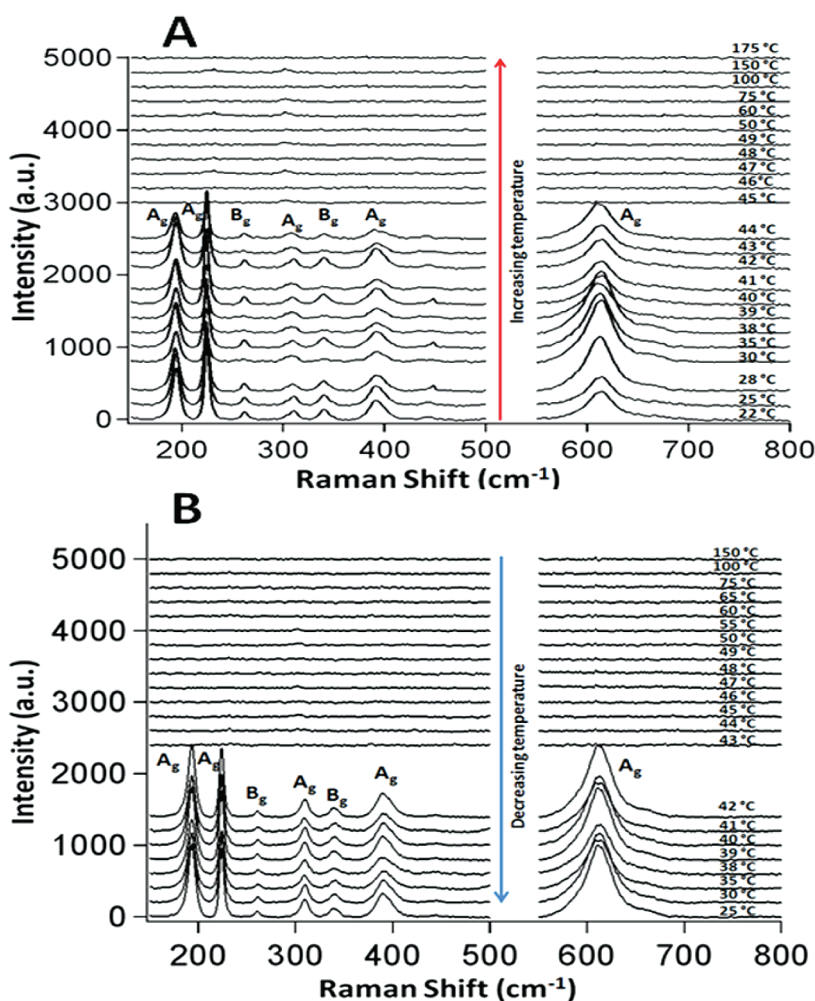 A
5000
4000
3000
2000
1000
0
Intensity (a.u.)
175 °C
150 °C
100 °C
75 °C
60 °C
50 °C
49 °C
48 °C
47 °C
46°C
45 °C
44 °C
43 °C
42 °C
41 °C
40 °C
39 °C
38 °C
35 °C
30 °C
28 °C
25 °C
22 °C
Ag Ag Bg Ag Bg Ag Ag
Increasing temperature
200 300 400 500 600 700 800
Raman Shift (cm-1)
B
5000
4000
3000
2000
1000
0
Intensity (a.u.)
150 °C
100 °C
75 °C
65 °C
60 °C
55 °C
50 °C
49 °C
48 °C
47 °C
46 °C
45 °C
44 °C
43 °C
42 °C
41 °C
40 °C
39 °C
38 °C
35 °C
30 °C
25 °C
Ag Ag Bg Ag Bg Ag Ag
Decreasing temperature
200 300 400 500 600 700 800
Raman Shift (cm-1)